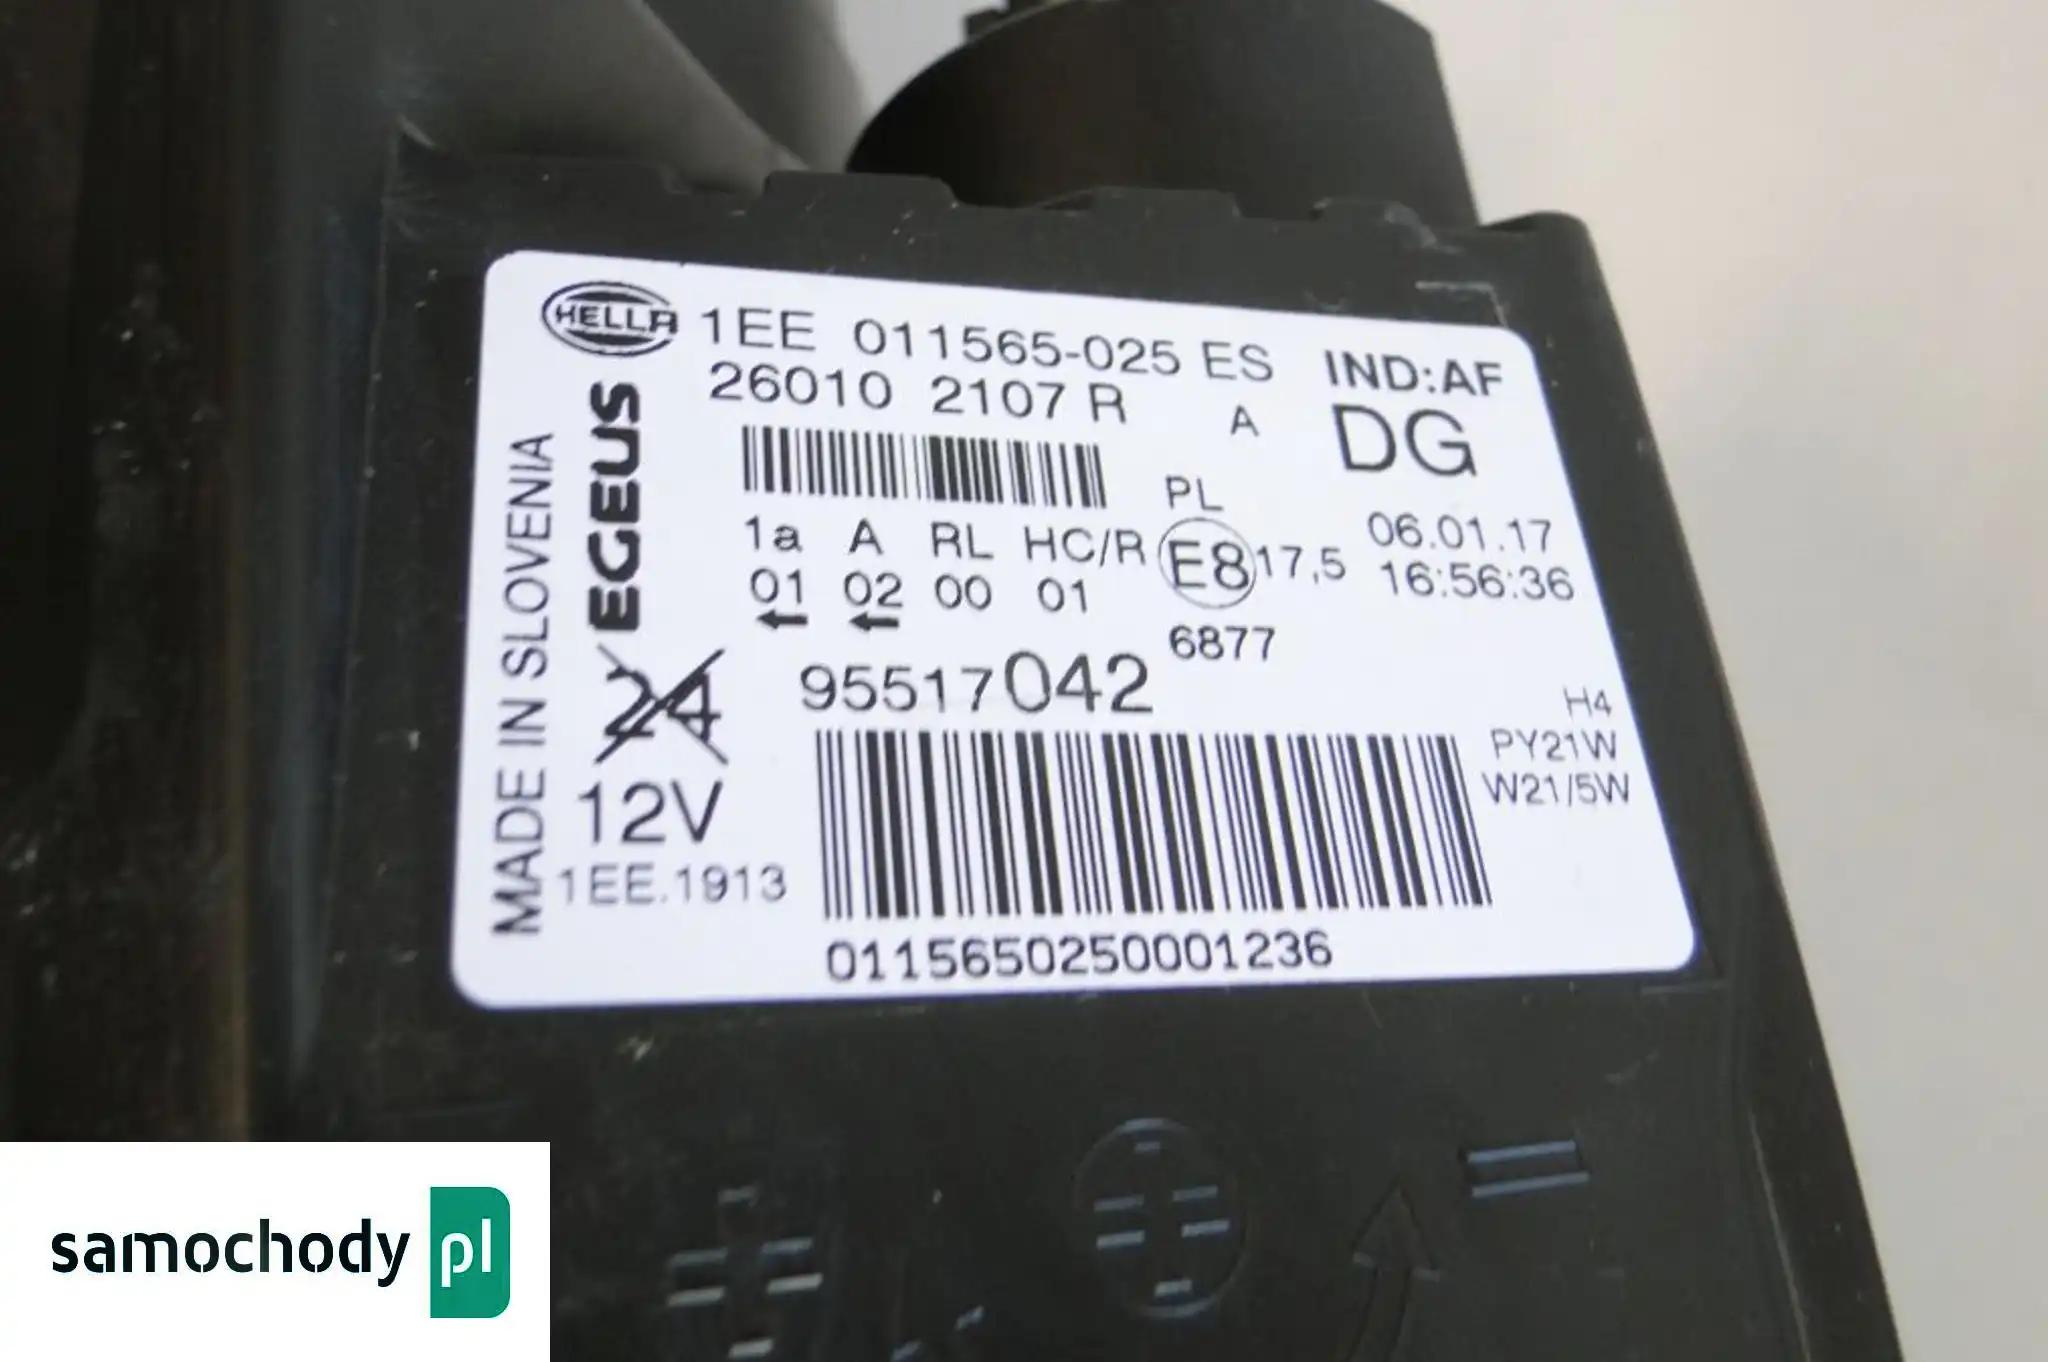 HELLA 1EE 011565-025 ES IND:AF
26010 2107 R A DG
PL
1a A RL HC/R E8 17,5 06.01.17
01 02 00 01 16:56:36
6877
MADE IN SLOVENIA
EGEUS
24
12V
1EE.1913
95517042
H4
PY21W
W21/5W
0115650250001236
samochody pl